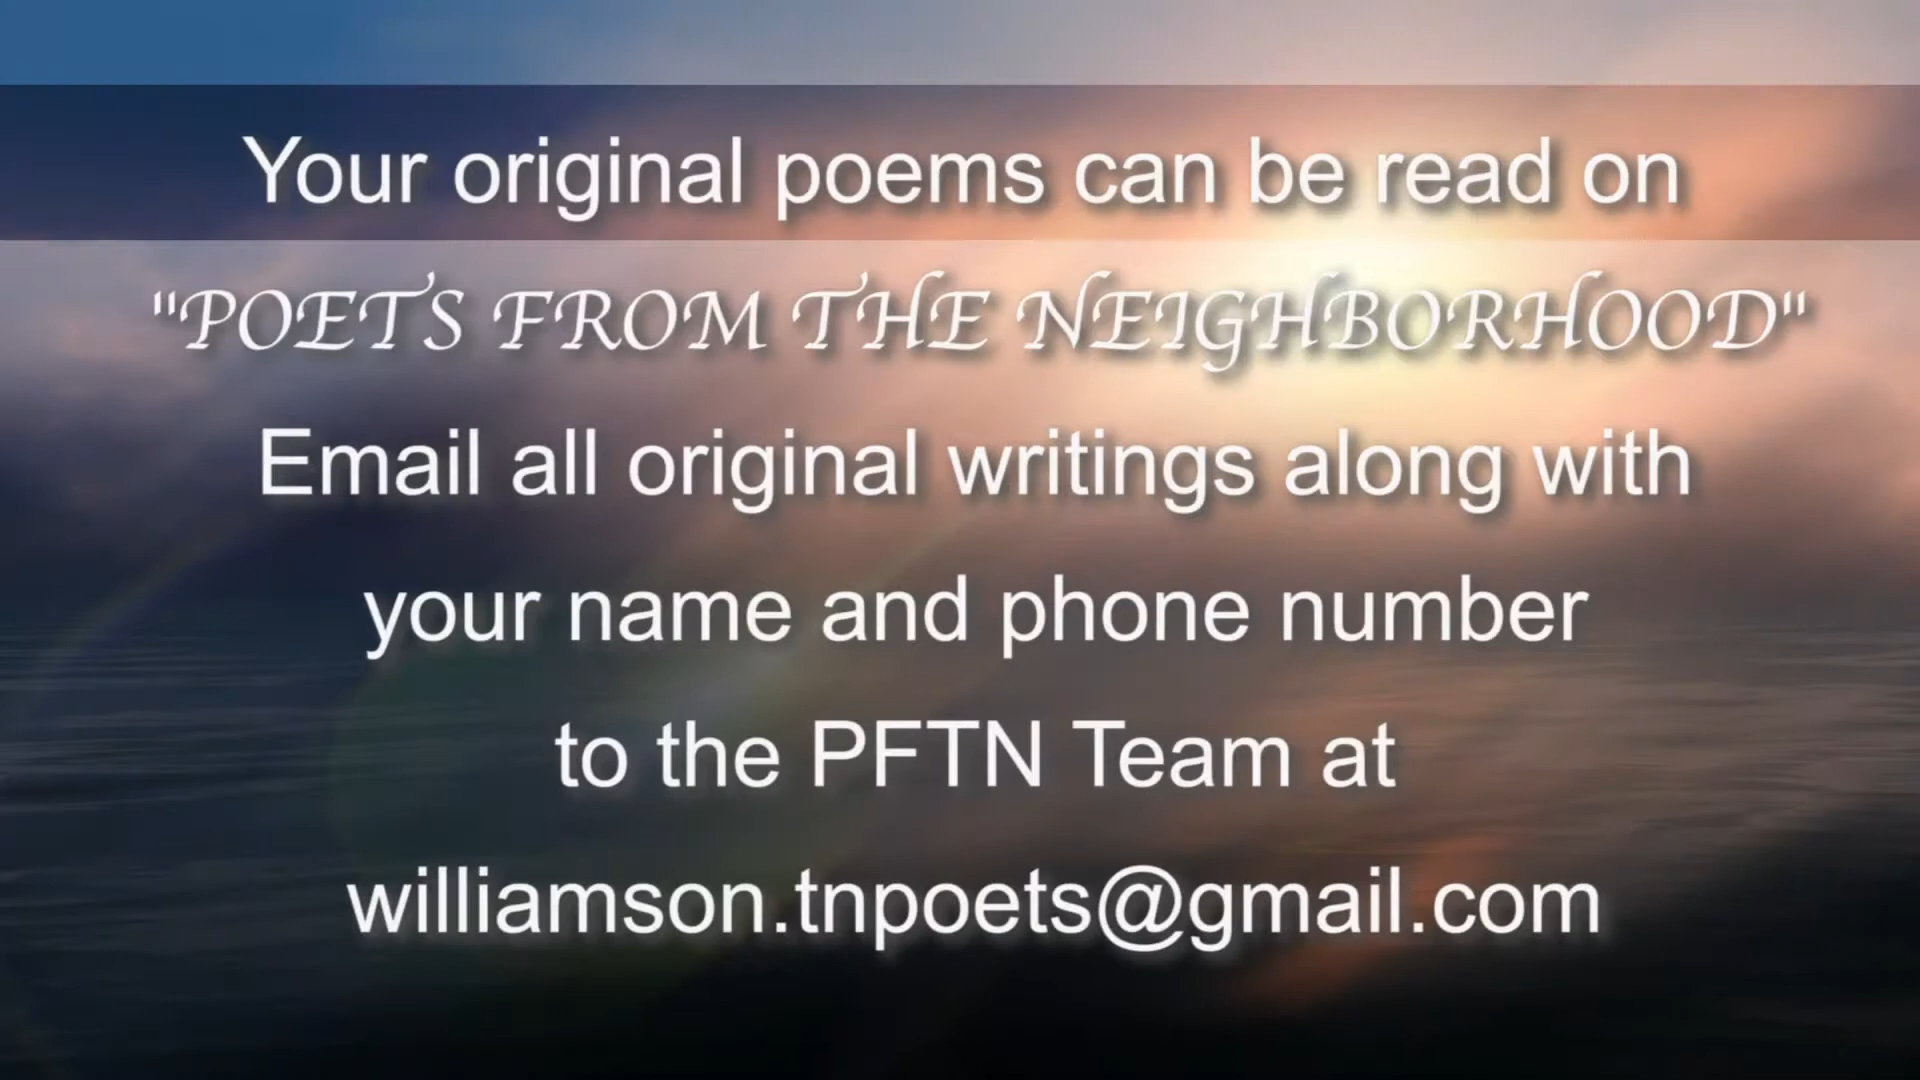 Your original poems can be read on
"POETS FROM THE NEIGHBORHOOD"
Email all original writings along with
your name and phone number
to the PFTN Team at
williamson.tnpoets@gmail.com